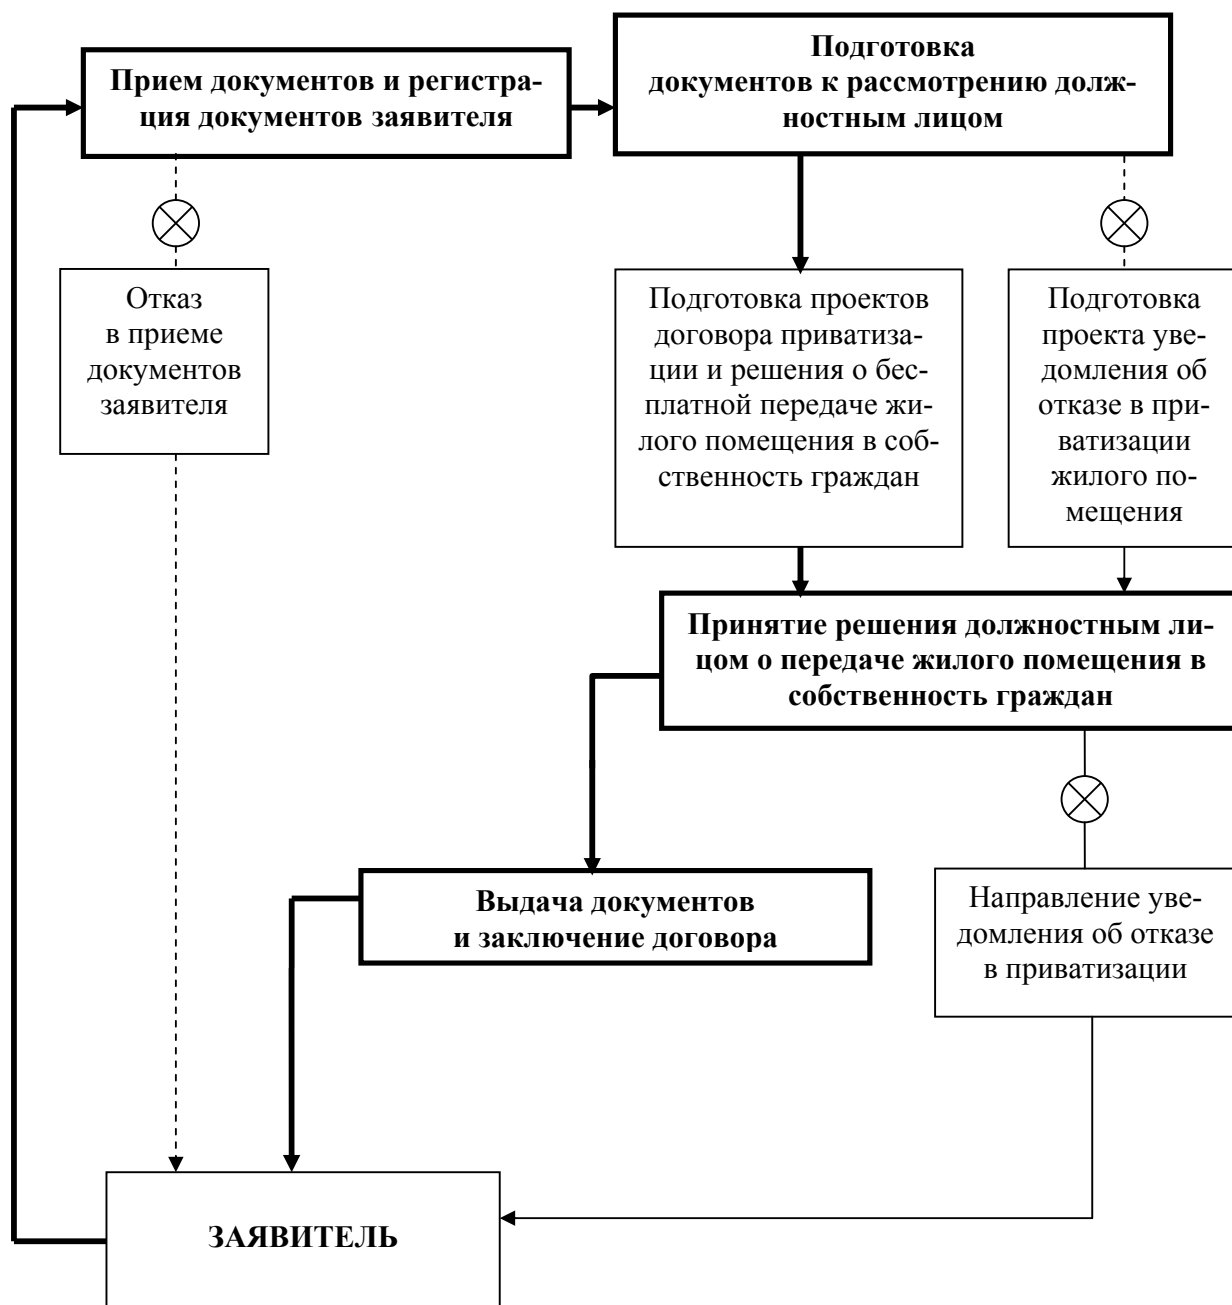 Прием документов и регистра-
ция документов заявителя
Подготовка
документов к рассмотрению долж-
ностным лицом
Отказ
в приеме
документов
заявителя
Подготовка проектов
договора приватиза-
ции и решения о бес-
платной передаче жи-
лого помещения в соб-
ственность граждан
Подготовка
проекта уве-
домления об
отказе в при-
ватизации
жилого по-
мещения
Принятие решения должностным ли-
цом о передаче жилого помещения в
собственность граждан
Выдача документов
и заключение договора
Направление уве-
домления об отказе
в приватизации
ЗАЯВИТЕЛЬ